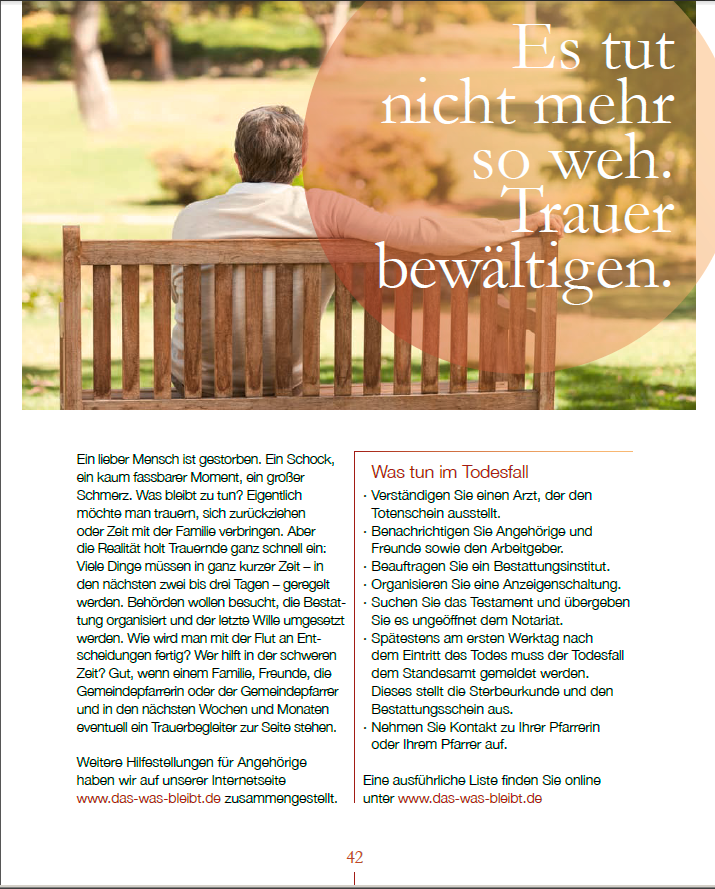 Es tut
nicht mehr
so weh.
Trauer
bewältigen.
Ein lieber Mensch ist gestorben. Ein Schock,
ein kaum fassbarer Moment, ein großer
Schmerz. Was bleibt zu tun? Eigentlich
möchte man trauern, sich zurückziehen
oder Zeit mit der Familie verbringen. Aber
die Realität holt Trauernde ganz schnell ein:
Viele Dinge müssen in ganz kurzer Zeit – in
den nächsten zwei bis drei Tagen – geregelt
werden. Behörden wollen besucht, die Bestat-
tung organisiert und der letzte Wille umgesetzt
werden. Wie wird man mit der Flut an Ent-
scheidungen fertig? Wer hilft in der schweren
Zeit? Gut, wenn einem Familie, Freunde, die
Gemeindepfarrerin oder der Gemeindepfarrer
und in den nächsten Wochen und Monaten
eventuell ein Trauerbegleiter zur Seite stehen.
Weitere Hilfestellungen für Angehörige
haben wir auf unserer Internetseite
www.das-was-bleibt.de zusammengestellt.
Was tun im Todesfall
· Verständigen Sie einen Arzt, der den
Totenschein ausstellt.
· Benachrichtigen Sie Angehörige und
Freunde sowie den Arbeitgeber.
· Beauftragen Sie ein Bestattungsinstitut.
· Organisieren Sie eine Anzeigenschaltung.
· Suchen Sie das Testament und übergeben
Sie es ungeöffnet dem Notariat.
· Spätestens am ersten Werktag nach
dem Eintritt des Todes muss der Todesfall
dem Standesamt gemeldet werden.
Dieses stellt die Sterbeurkunde und den
Bestattungsschein aus.
· Nehmen Sie Kontakt zu Ihrer Pfarrerin
oder Ihrem Pfarrer auf.
Eine ausführliche Liste finden Sie online
unter www.das-was-bleibt.de
42